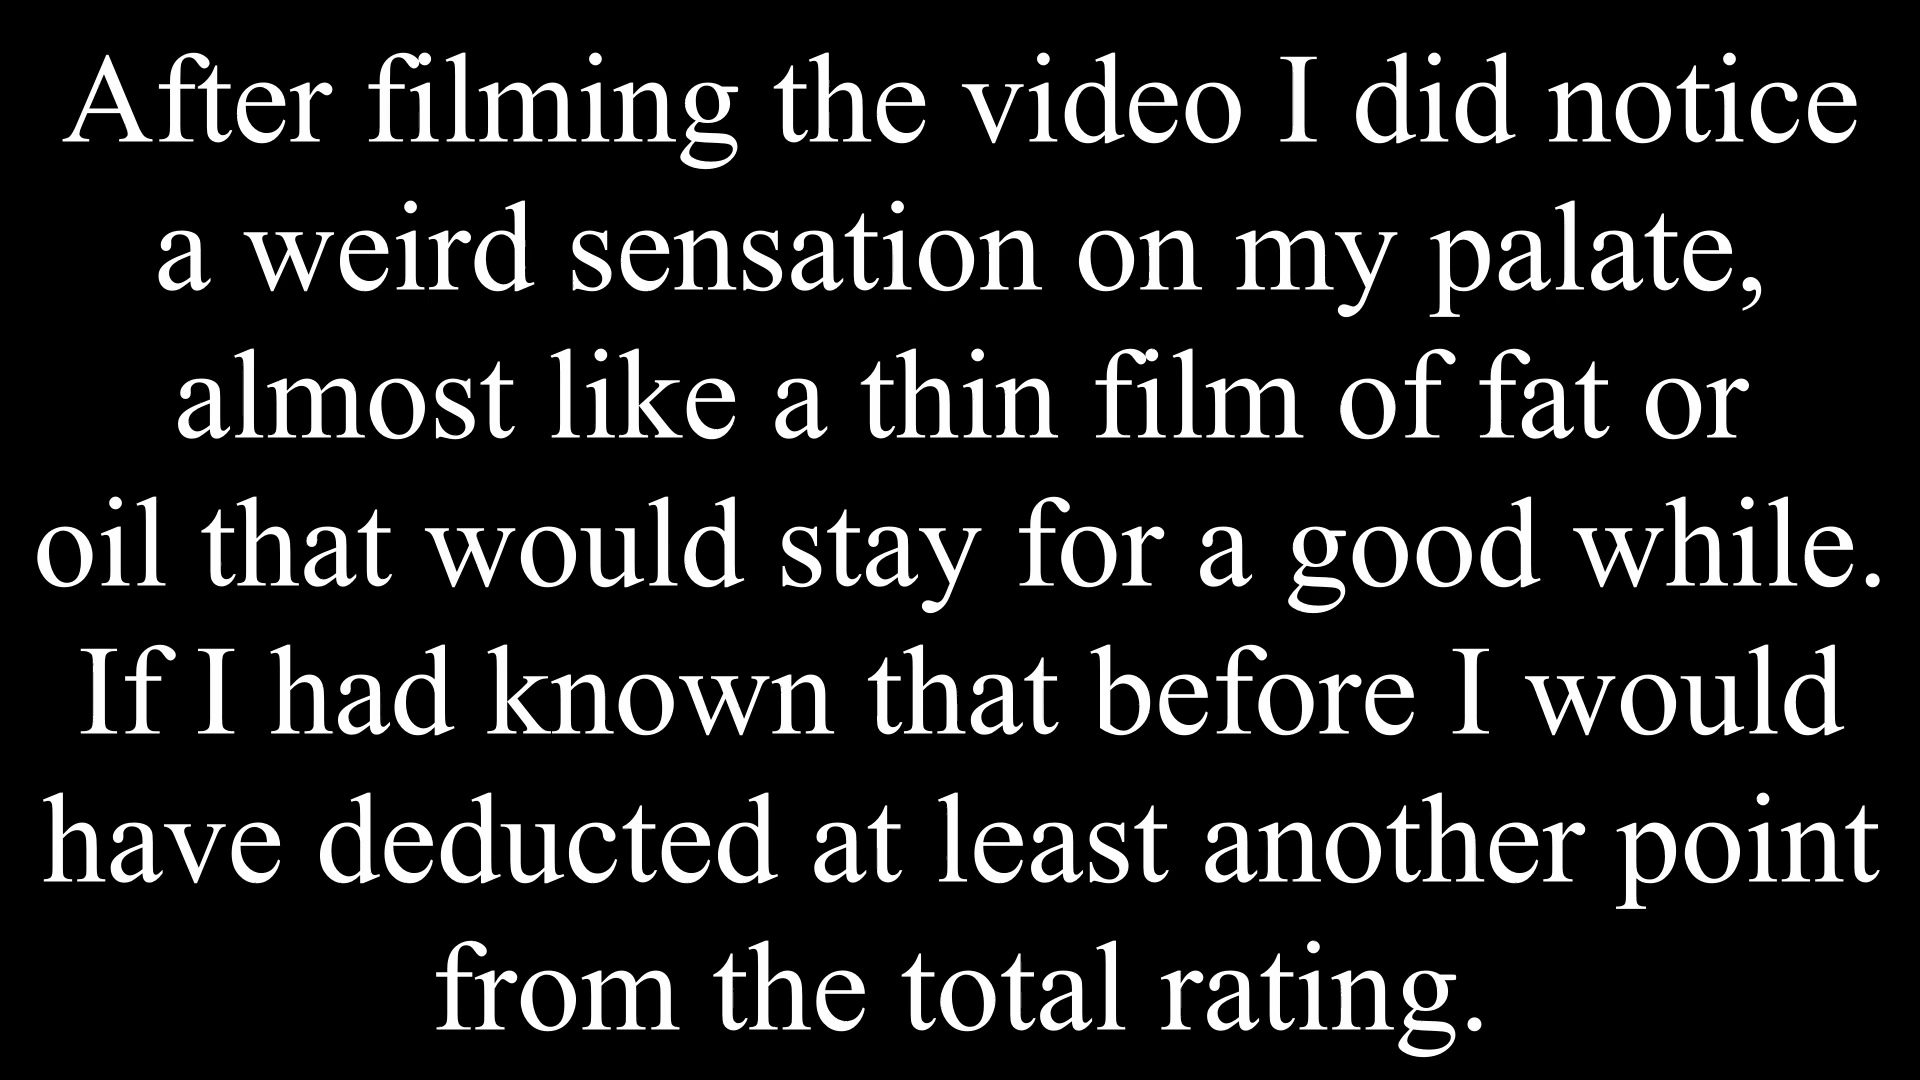 After filming the video I did notice
a weird sensation on my palate,
almost like a thin film of fat or
oil that would stay for a good while.
If I had known that before I would
have deducted at least another point
from the total rating.